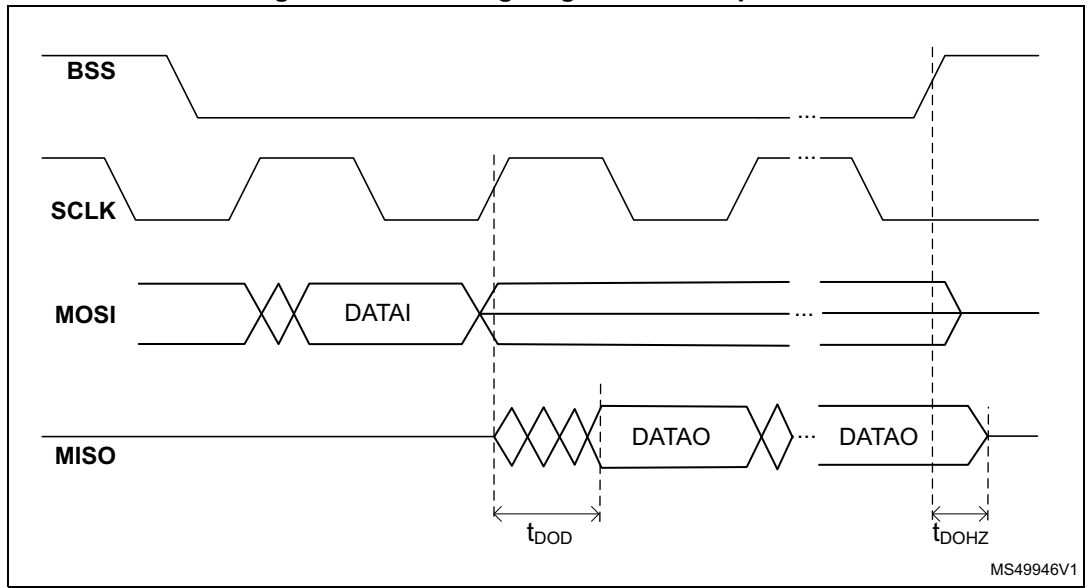 BSS
...
SCLK
...
MOSI
DATAI
...
MISO
DATAO ... DATAO
tDOD
tDOHZ
MS49946V1